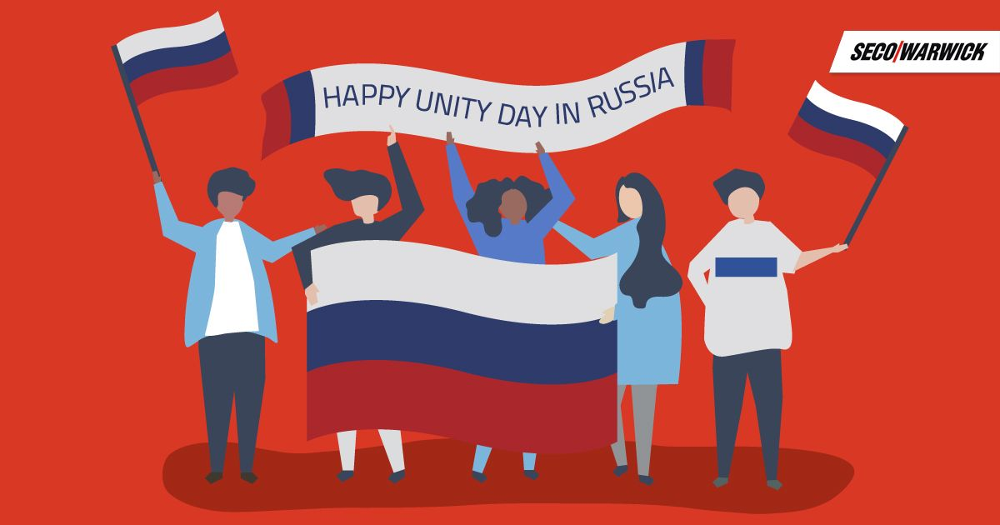 SECO/WARWICK
HAPPY UNITY DAY IN RUSSIA